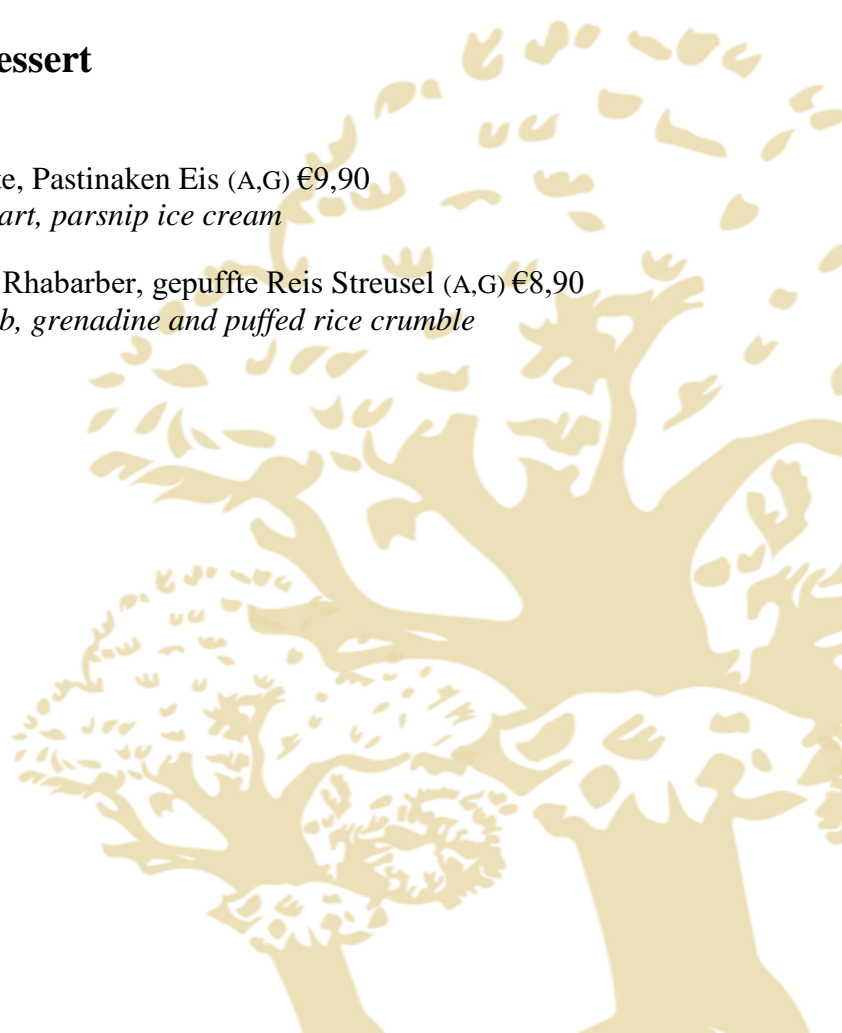 essert
te, Pastinaken Eis (A,G) €9,90
art, parsnip ice cream
Rhabarber, gepuffte Reis Streusel (A,G) €8,90
b, grenadine and puffed rice crumble